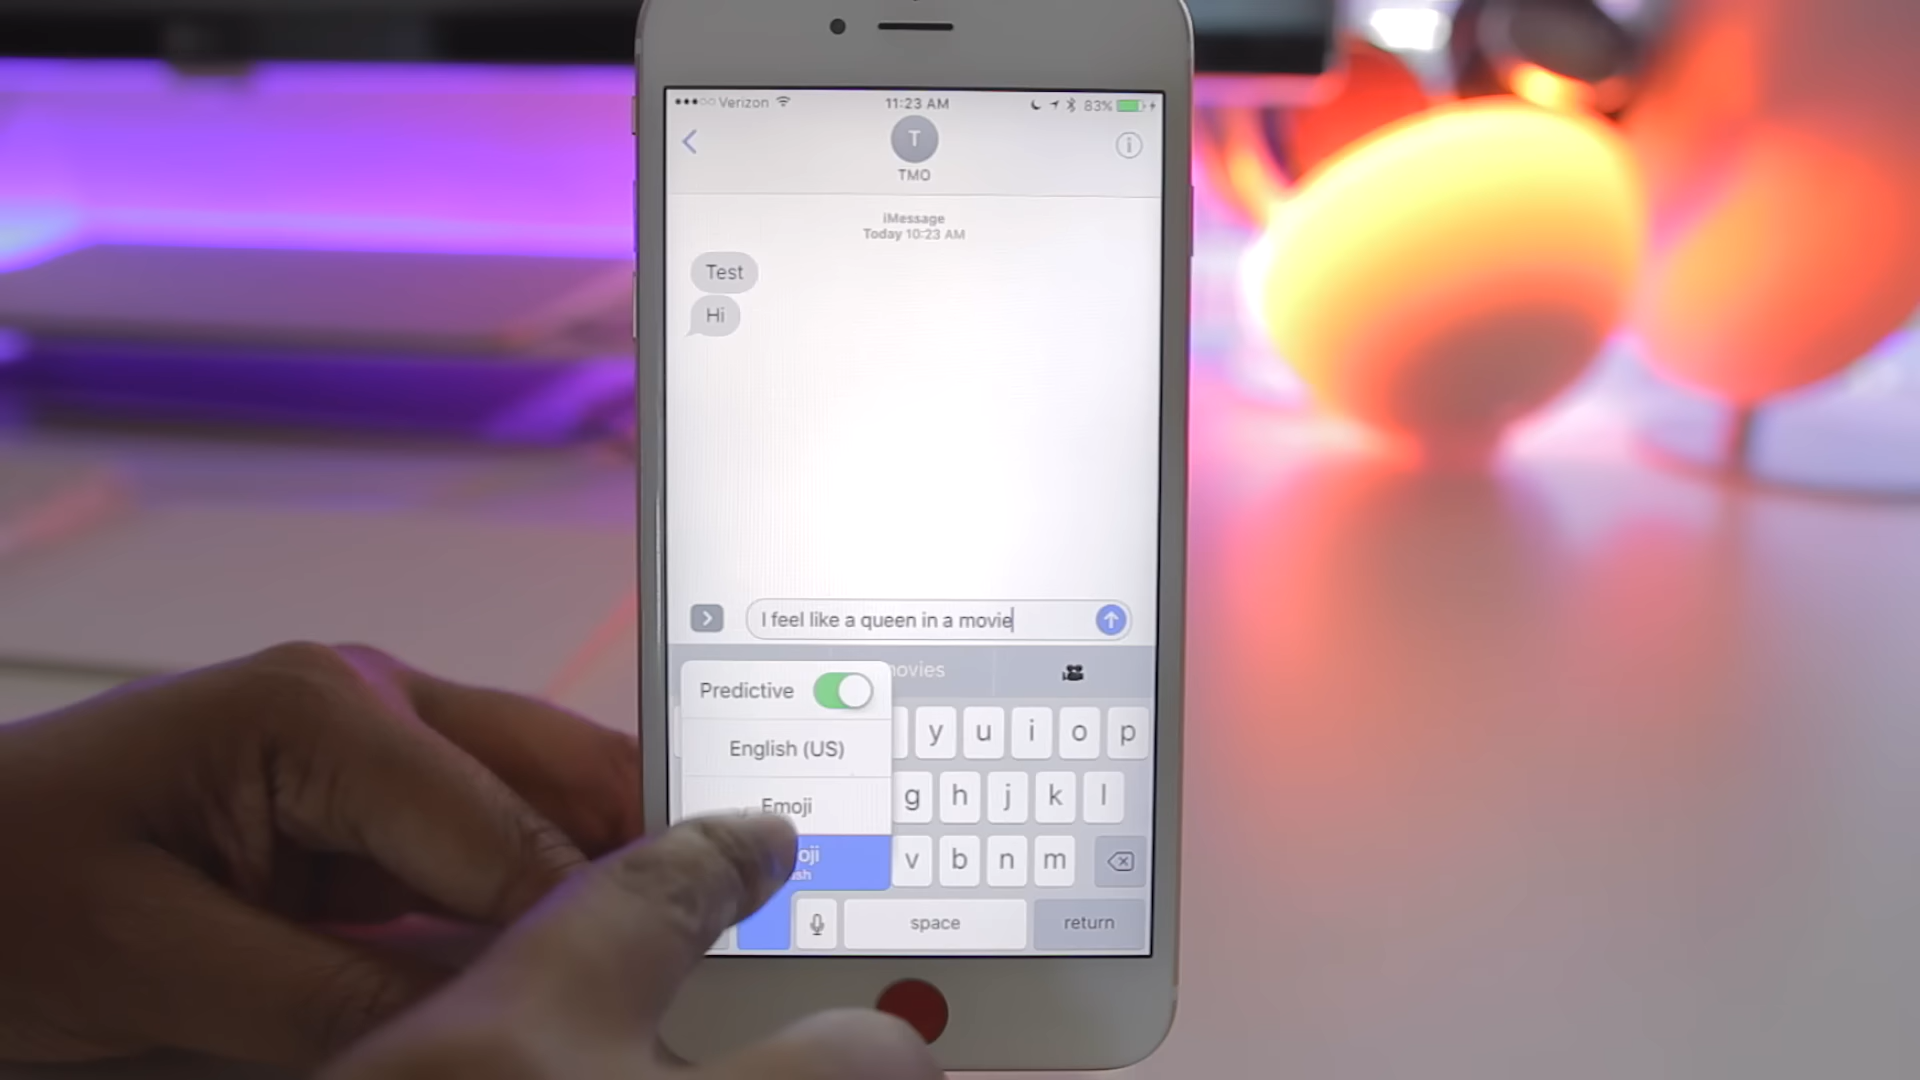 Verizon 11:23 AM 83%
T
TMO
iMessage
Today 10:23 AM
Test
Hi
I feel like a queen in a movie
Predictive
English (US)
Emoji
y u i o p
g h j k l
v b n m
space return